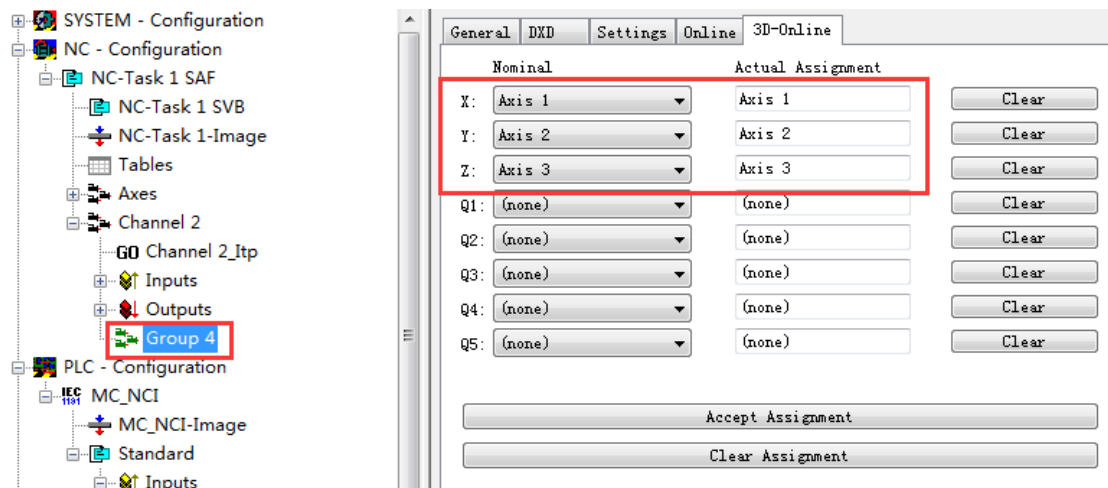 SYSTEM - Configuration
NC - Configuration
NC-Task 1 SAF
NC-Task 1 SVB
NC-Task 1-Image
Tables
Axes
Channel 2
GO Channel 2_Itp
Inputs
Outputs
Group 4
PLC - Configuration
IEC 1131 MC_NCI
MC_NCI-Image
Standard
Inputs
General DXD Settings Online 3D-Online
Nominal Actual Assignment
X: Axis 1 Axis 1 Clear
Y: Axis 2 Axis 2 Clear
Z: Axis 3 Axis 3 Clear
Q1: (none) (none) Clear
Q2: (none) (none) Clear
Q3: (none) (none) Clear
Q4: (none) (none) Clear
Q5: (none) (none) Clear
Accept Assignment
Clear Assignment